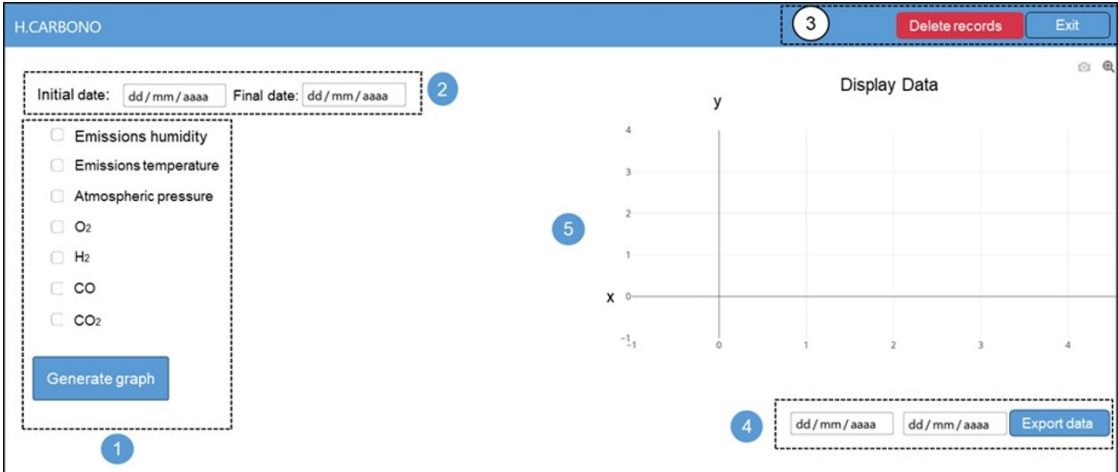 H.CARBONO
3
Delete records
Exit
Initial date: dd/mm/aaaa Final date: dd/mm/aaaa
2
Emissions humidity
Emissions temperature
Atmospheric pressure
O2
H2
CO
CO2
Generate graph
1
Display Data
y
4
3
2
1
x 0
-1
-1 0 1 2 3 4
5
4
dd/mm/aaaa dd/mm/aaaa Export data